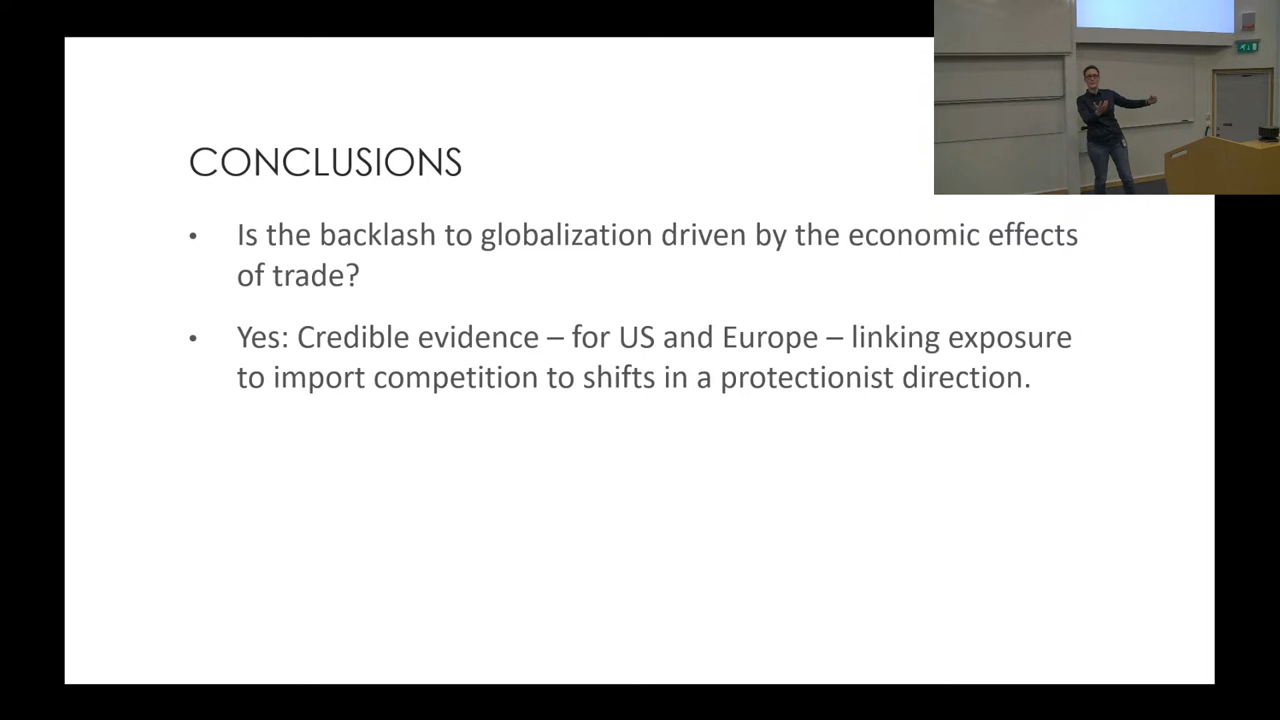 CONCLUSIONS
• Is the backlash to globalization driven by the economic effects
of trade?
• Yes: Credible evidence – for US and Europe – linking exposure
to import competition to shifts in a protectionist direction.